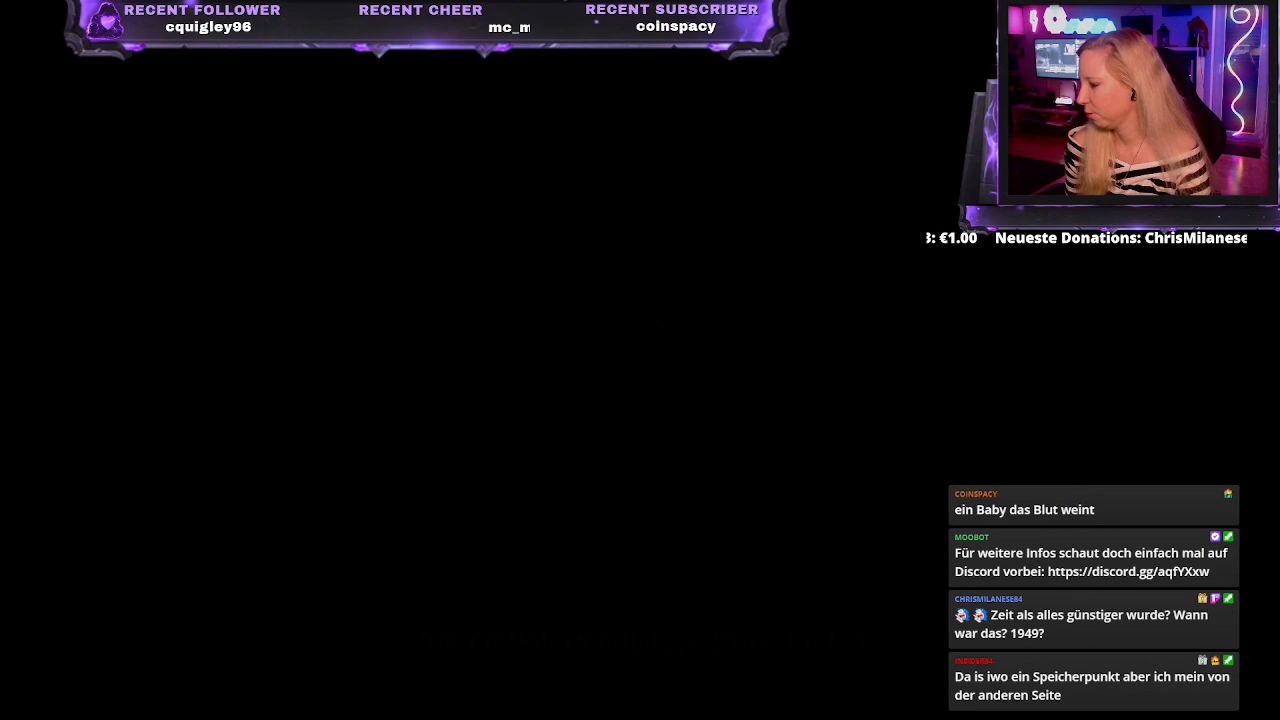 RECENT FOLLOWER
cquigley96
RECENT CHEER
mc_m
RECENT SUBSCRIBER
coinspacy
: €1.00 Neueste Donations: ChrisMilanese
COINSPACY
ein Baby das Blut weint
MOOBOT
Für weitere Infos schaut doch einfach mal auf
Discord vorbei: https://discord.gg/aqfYXxw
CHRISMILANESE84
Zeit als alles günstiger wurde? Wann
war das? 1949?
Da is iwo ein Speicherpunkt aber ich mein von
der anderen Seite